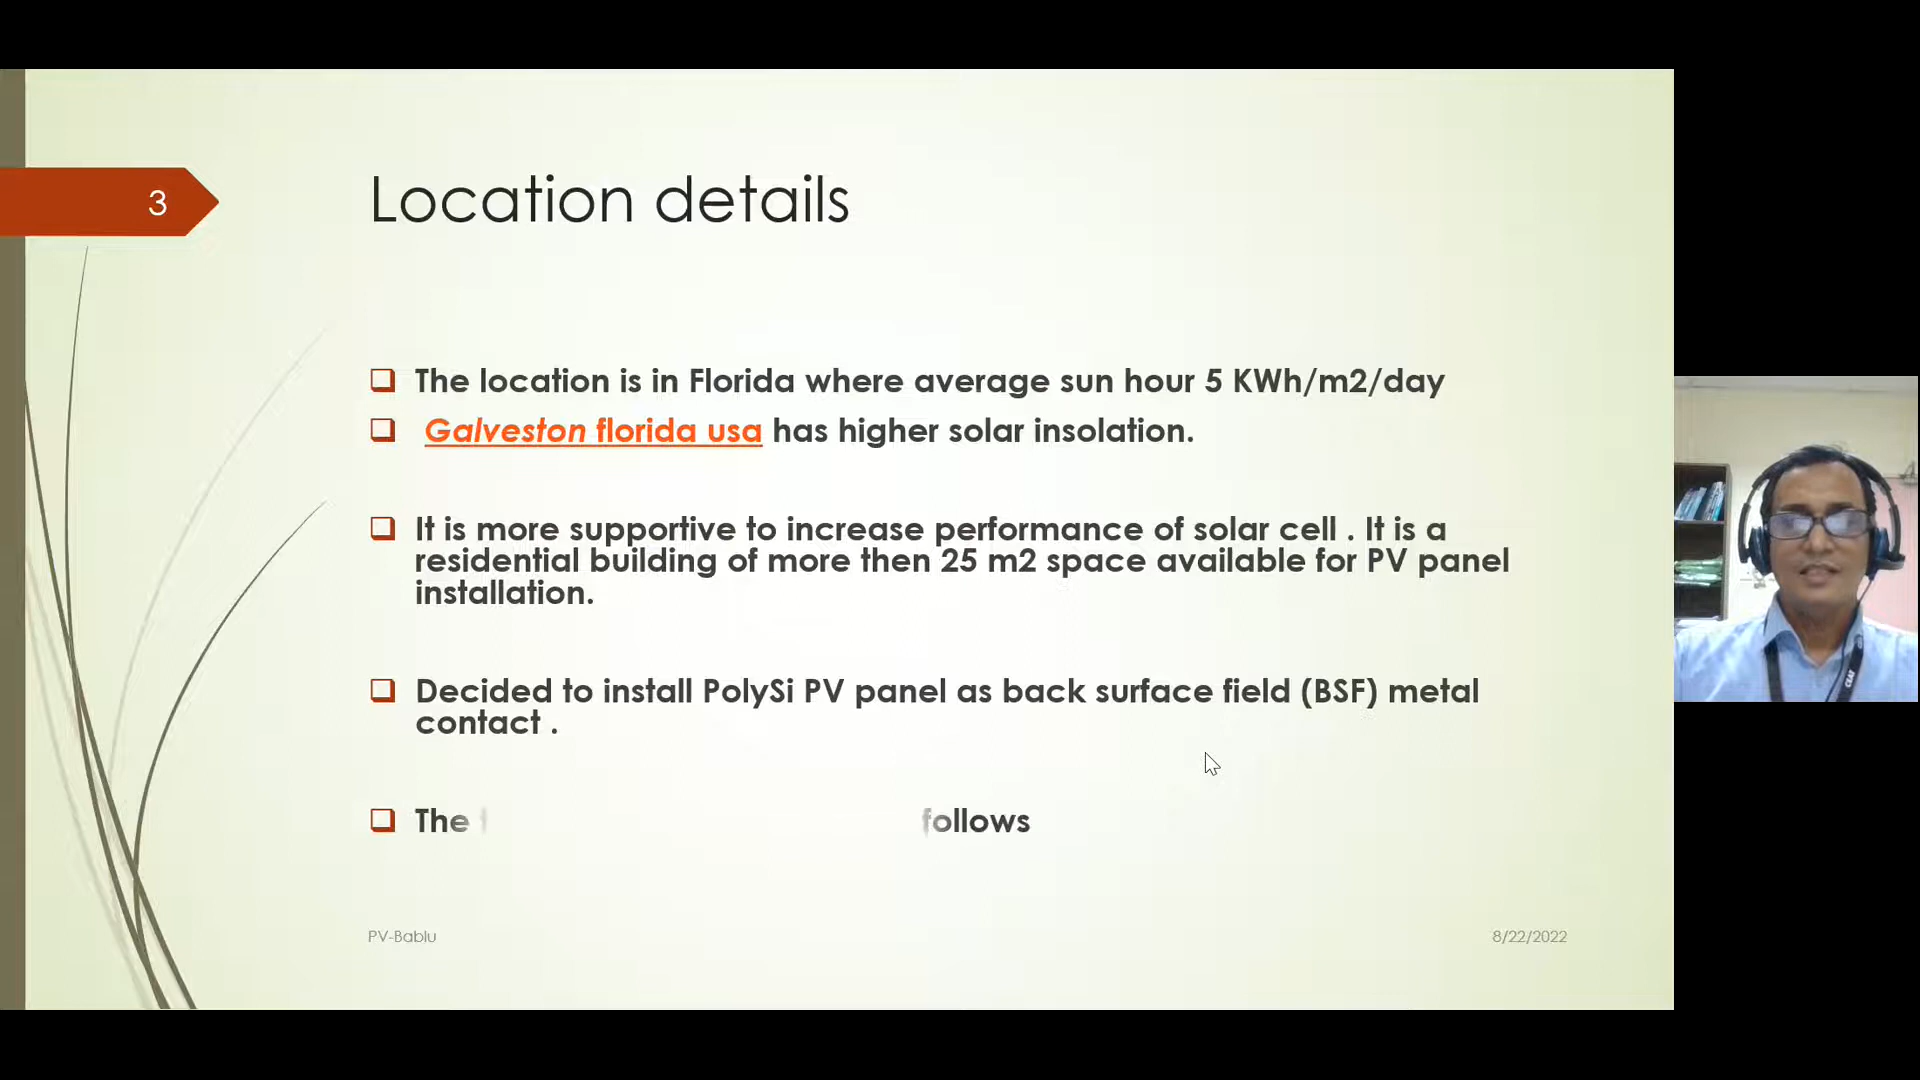 3
Location details
The location is in Florida where average sun hour 5 KWh/m2/day
Galveston florida usa has higher solar insolation.
It is more supportive to increase performance of solar cell . It is a
residential building of more then 25 m2 space available for PV panel
installation.
Decided to install PolySi PV panel as back surface field (BSF) metal
contact .
The follows
PV-Bablu
8/22/2022